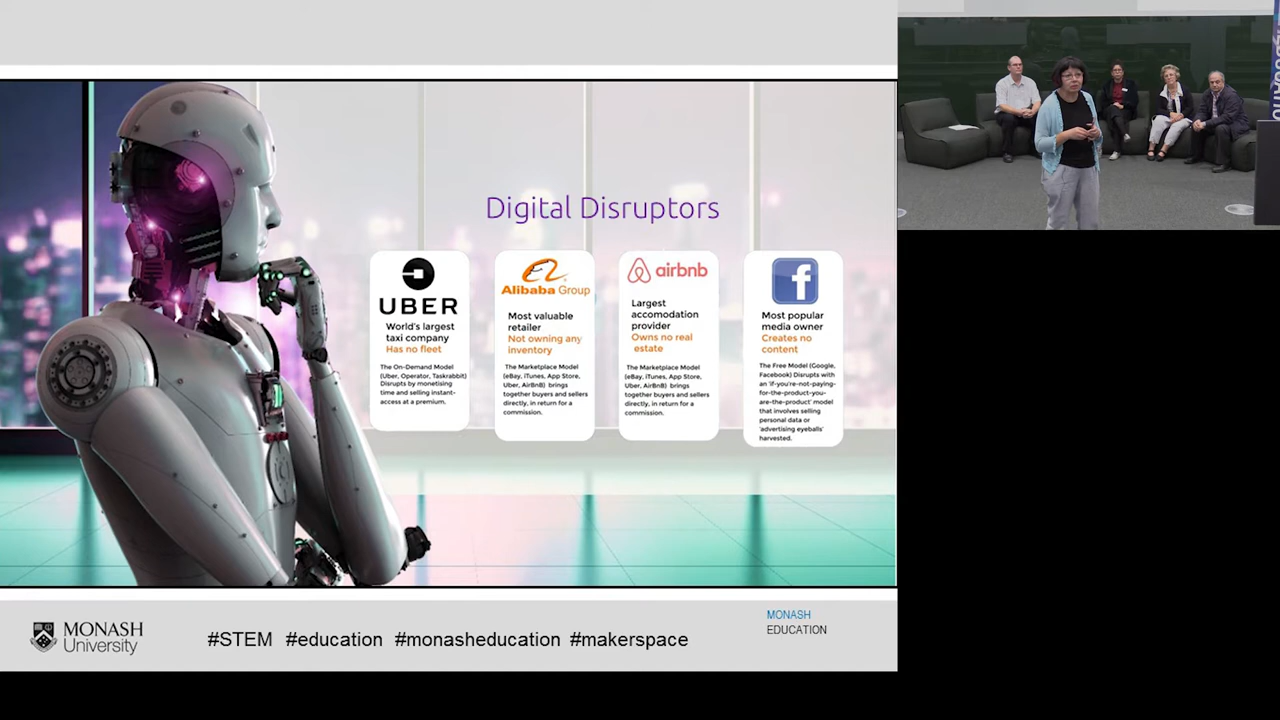 Digital Disruptors
UBER
World's largest
taxi company
Has no fleet
The On-Demand Model
(Uber, Operator, Taskrabbit)
Disrupts by monetising
time and selling instant-
access at a premium.
Alibaba Group
Most valuable
retailer
Not owning any
inventory
The Marketplace Model
(eBay, iTunes, App Store,
Uber, AirBnB) brings
together buyers and sellers
directly, in return for a
commission.
airbnb
Largest
accomodation
provider
Owns no real
estate
The Marketplace Model
(eBay, iTunes, App Store,
Uber, AirBnB) brings
together buyers and sellers
directly, in return for a
commission.
f
Most popular
media owner
Creates no
content
The Free Model (Google,
Facebook) Disrupts with
an 'if-you're-not-paying-
for-the-product-you-
are-the-product' model
that involves selling
personal data or
'advertising eyeballs'
harvested.
MONASH
University
#STEM #education #monasheducation #makerspace
MONASH
EDUCATION